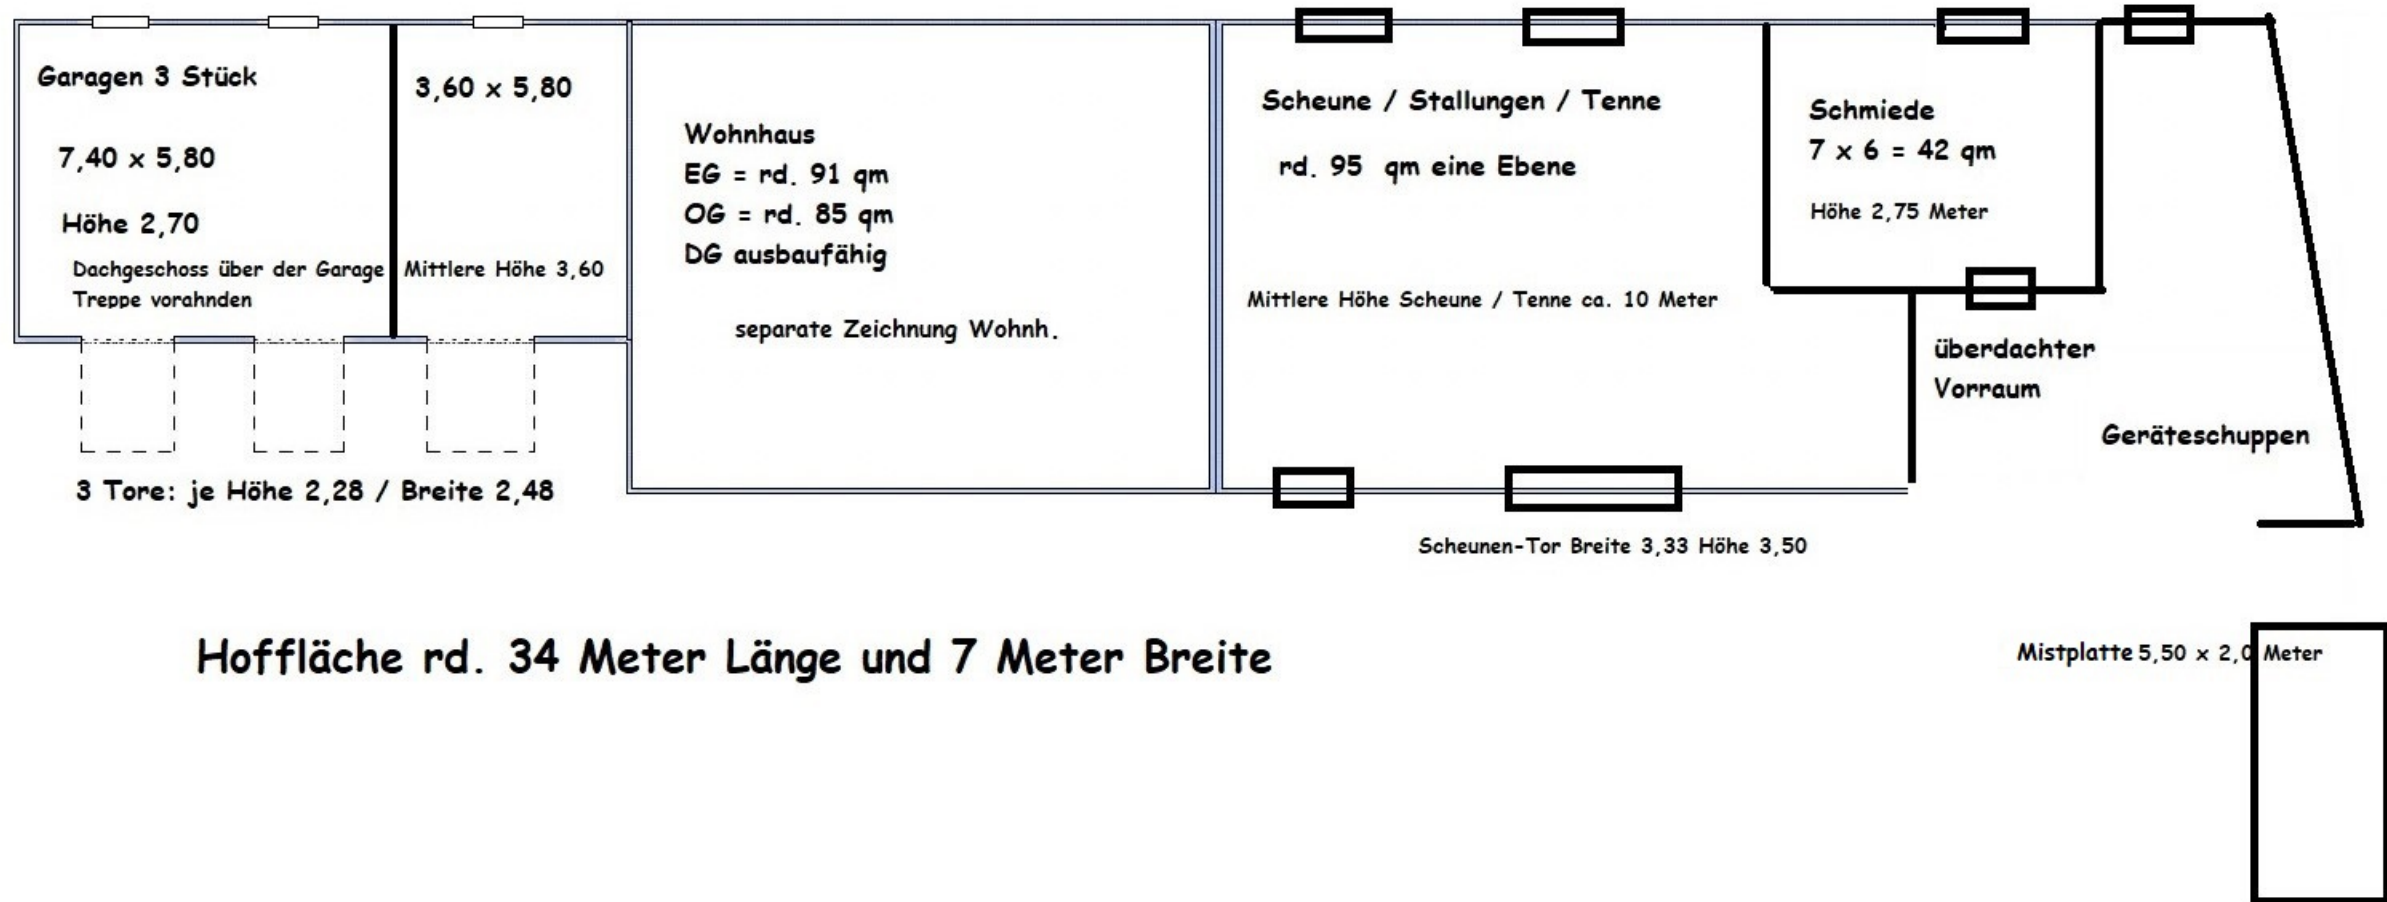 Garagen 3 Stück
7,40 x 5,80
Höhe 2,70
Dachgeschoss über der Garage
Treppe vorahnden
3,60 x 5,80
Mittlere Höhe 3,60
3 Tore: je Höhe 2,28 / Breite 2,48
Wohnhaus
EG = rd. 91 qm
OG = rd. 85 qm
DG ausbaufähig
separate Zeichnung Wohnh.
Scheune / Stallungen / Tenne
rd. 95 qm eine Ebene
Mittlere Höhe Scheune / Tenne ca. 10 Meter
Scheunen-Tor Breite 3,33 Höhe 3,50
Schmiede
7 x 6 = 42 qm
Höhe 2,75 Meter
überdachter
Vorraum
Geräteschuppen
Hoffläche rd. 34 Meter Länge und 7 Meter Breite
Mistplatte 5,50 x 2,0 Meter